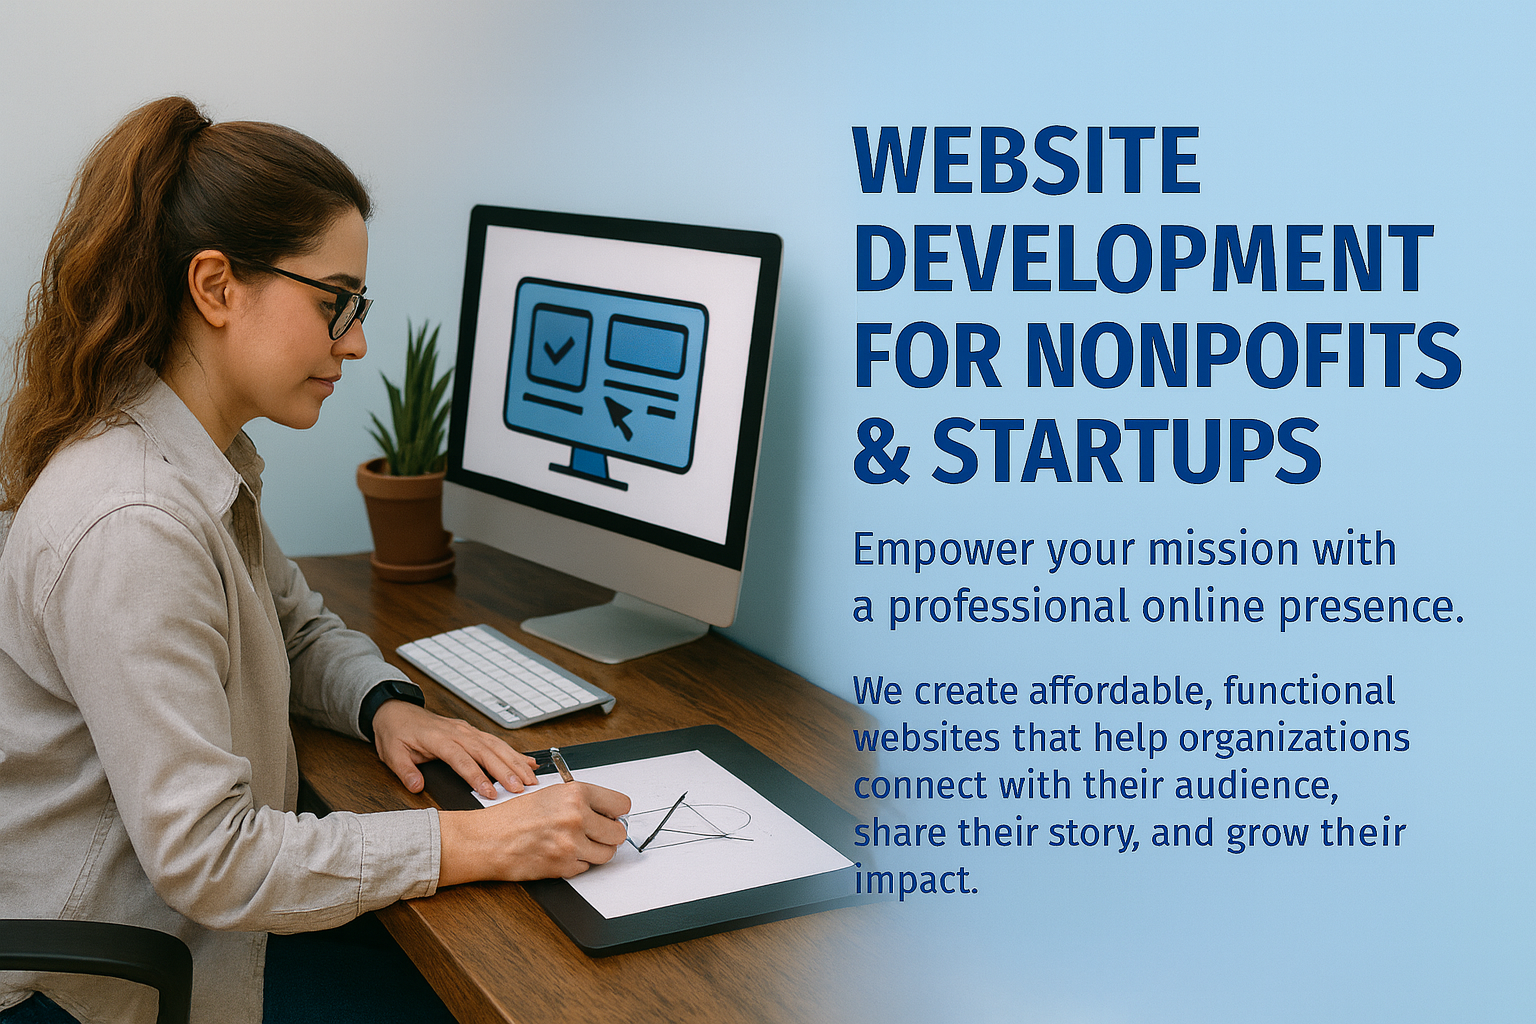 WEBSITE
DEVELOPMENT
FOR NONPOFITS
& STARTUPS
Empower your mission with
a professional online presence.
We create affordable, functional
websites that help organizations
connect with their audience,
share their story, and grow their
impact.